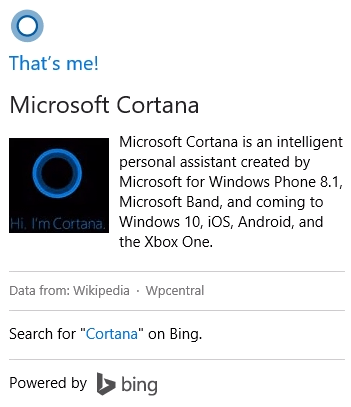 That's me!
Microsoft Cortana
Hi. I'm Cortana.
Microsoft Cortana is an intelligent
personal assistant created by
Microsoft for Windows Phone 8.1,
Microsoft Band, and coming to
Windows 10, iOS, Android, and
the Xbox One.
Data from: Wikipedia · Wpcentral
Search for "Cortana" on Bing.
Powered by bing